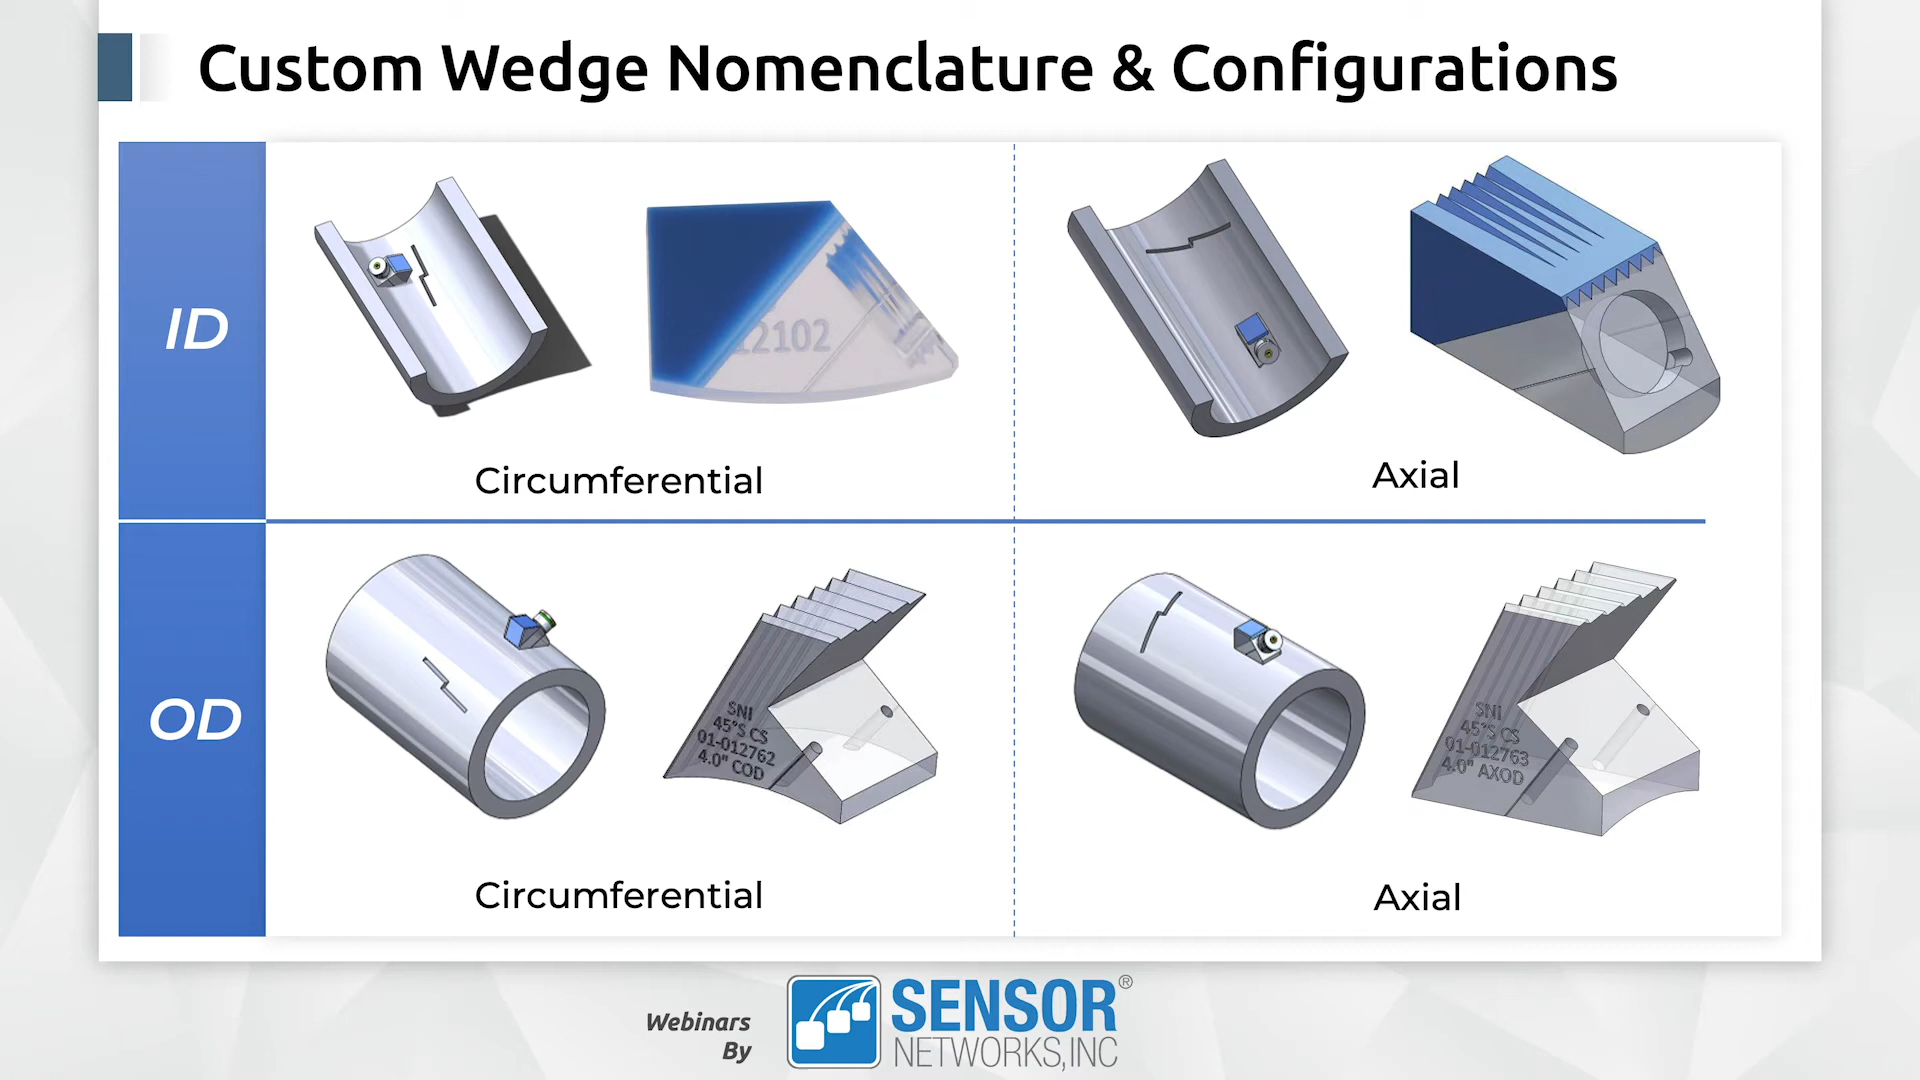 Custom Wedge Nomenclature & Configurations
ID
12102
Circumferential
Axial
OD
SNI
45°S CS
01-012762
4.0" COD
Circumferential
SNI
45°S CS
01-012763
4.0" AXOD
Axial
Webinars
By
SENSOR®
NETWORKS,INC